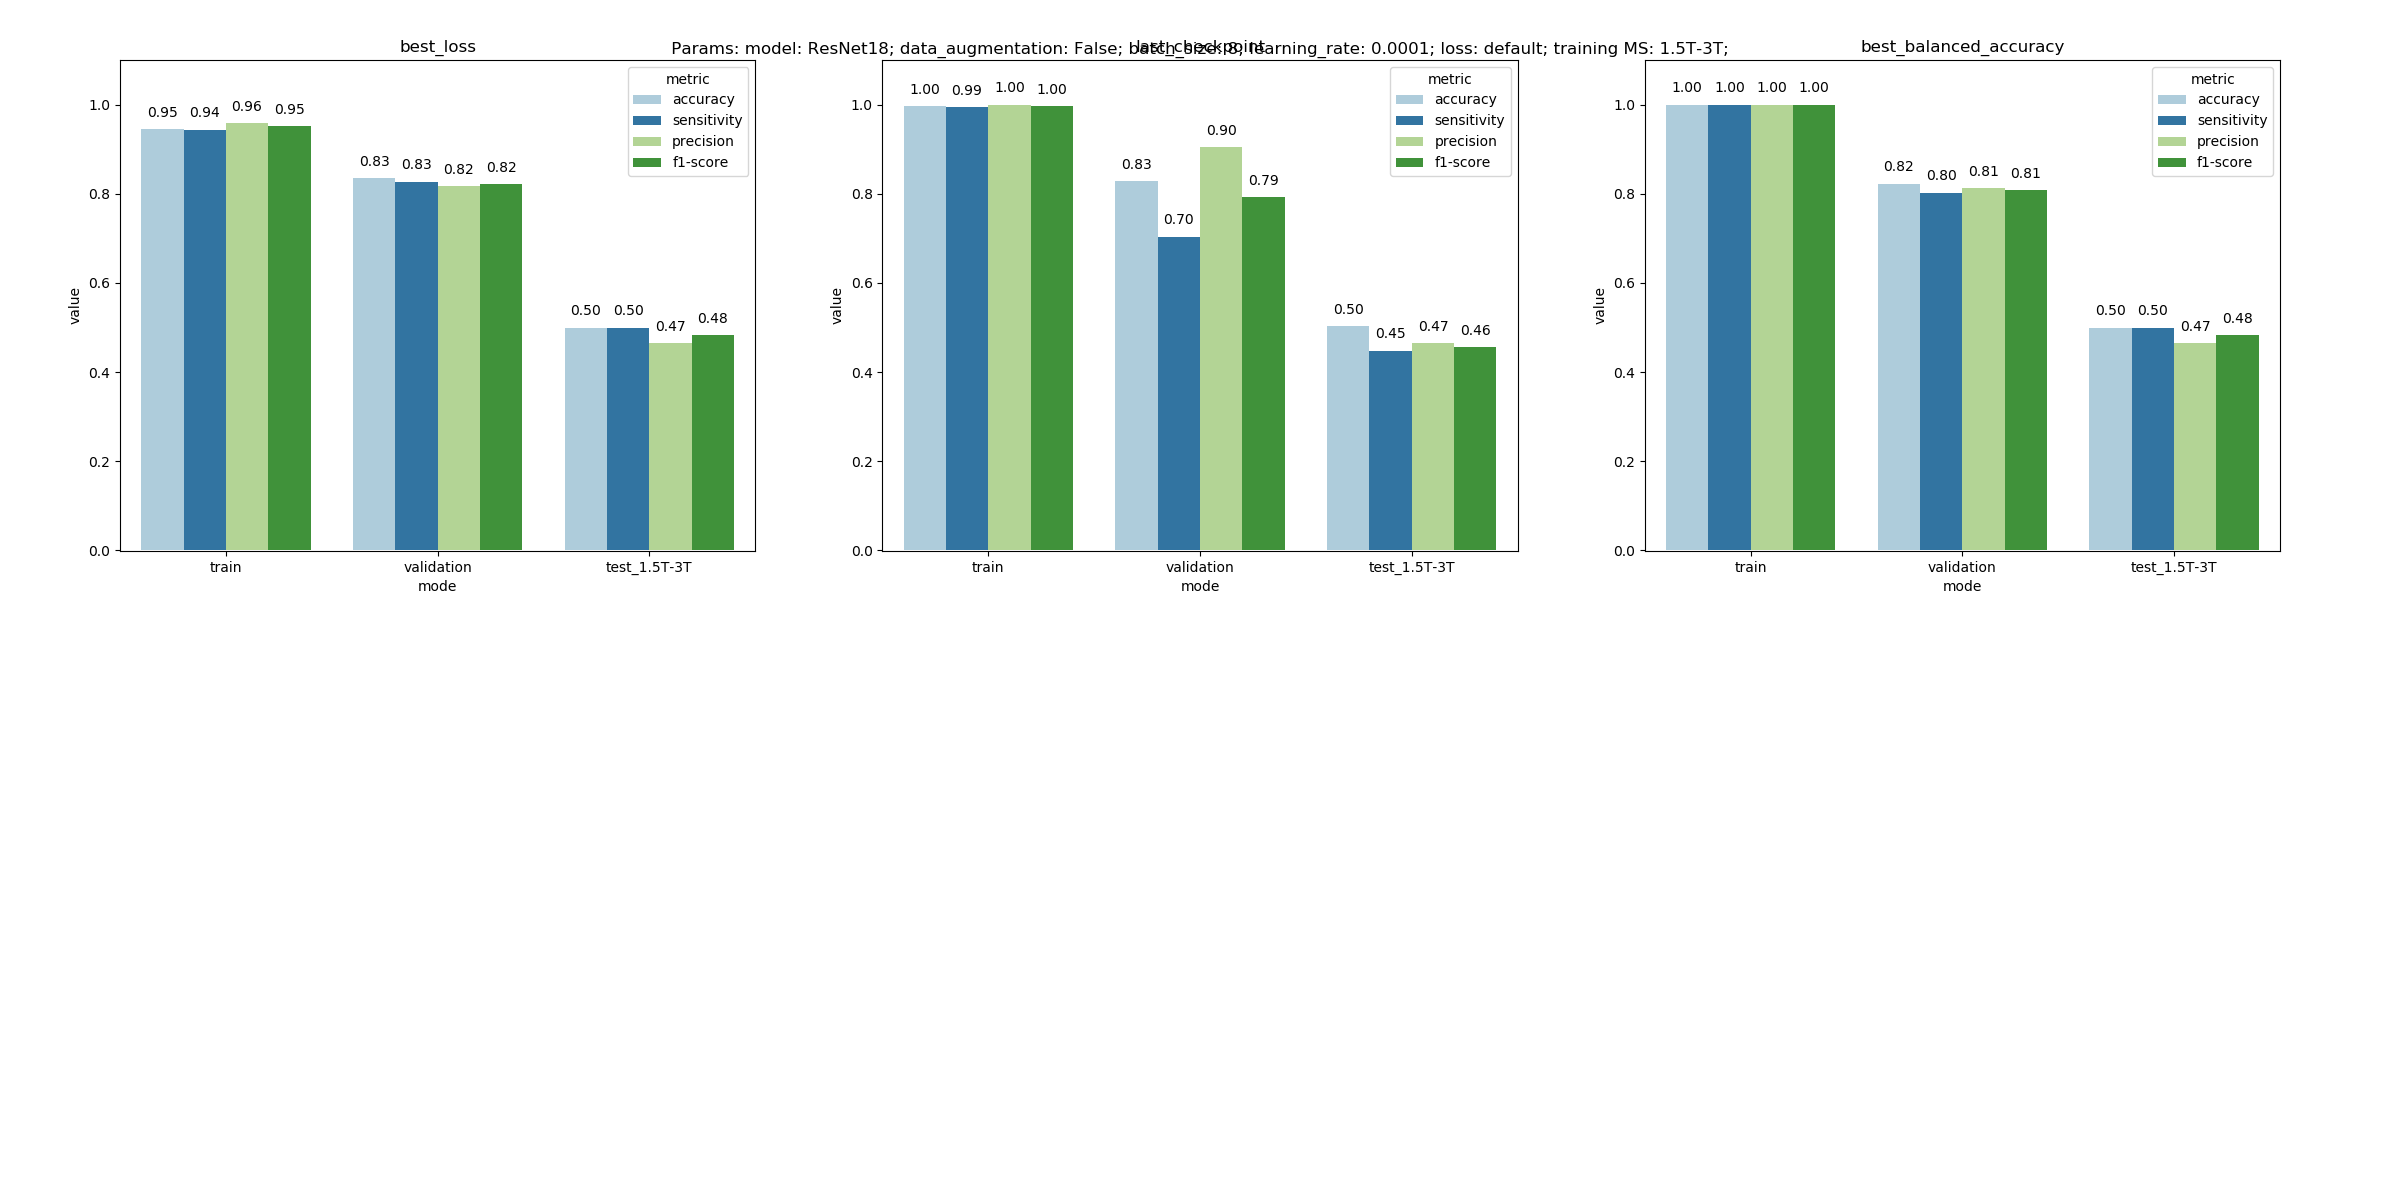 best_loss
Params: model: ResNet18; data_augmentation: False; batch_size: 8; learning_rate: 0.0001; loss: default; training MS: 1.5T-3T;
last_checkpoint
best_balanced_accuracy
metric
accuracy
sensitivity
precision
f1-score
0.95 0.94 0.96 0.95
0.83 0.83 0.82 0.82
0.50 0.50 0.47 0.48
1.0
0.8
0.6
0.4
0.2
0.0
value
train validation test_1.5T-3T
mode
metric
accuracy
sensitivity
precision
f1-score
1.00 0.99 1.00 1.00
0.83 0.70 0.90 0.79
0.50 0.45 0.47 0.46
1.0
0.8
0.6
0.4
0.2
0.0
value
train validation test_1.5T-3T
mode
metric
accuracy
sensitivity
precision
f1-score
1.00 1.00 1.00 1.00
0.82 0.80 0.81 0.81
0.50 0.50 0.47 0.48
1.0
0.8
0.6
0.4
0.2
0.0
value
train validation test_1.5T-3T
mode